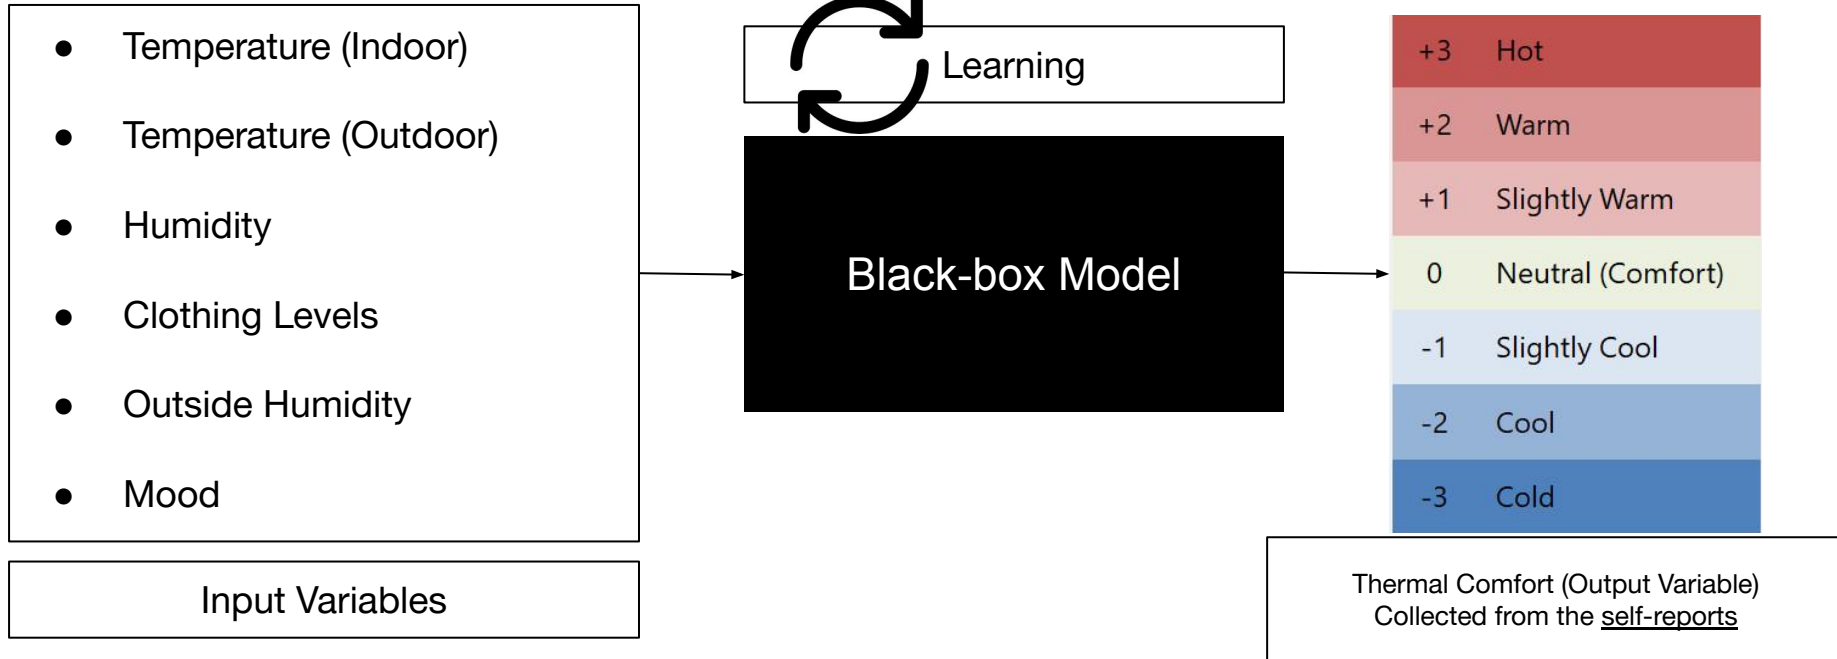 ● Temperature (Indoor)
● Temperature (Outdoor)
● Humidity
● Clothing Levels
● Outside Humidity
● Mood
Input Variables
Learning
Black-box Model
+3 Hot
+2 Warm
+1 Slightly Warm
0 Neutral (Comfort)
-1 Slightly Cool
-2 Cool
-3 Cold
Thermal Comfort (Output Variable)
Collected from the self-reports